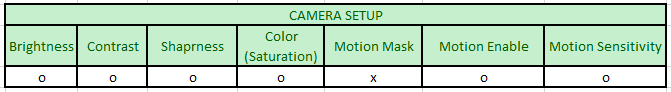 CAMERA SETUP
Brightness Contrast Shaprness Color (Saturation) Motion Mask Motion Enable Motion Sensitivity
o o o o x o o